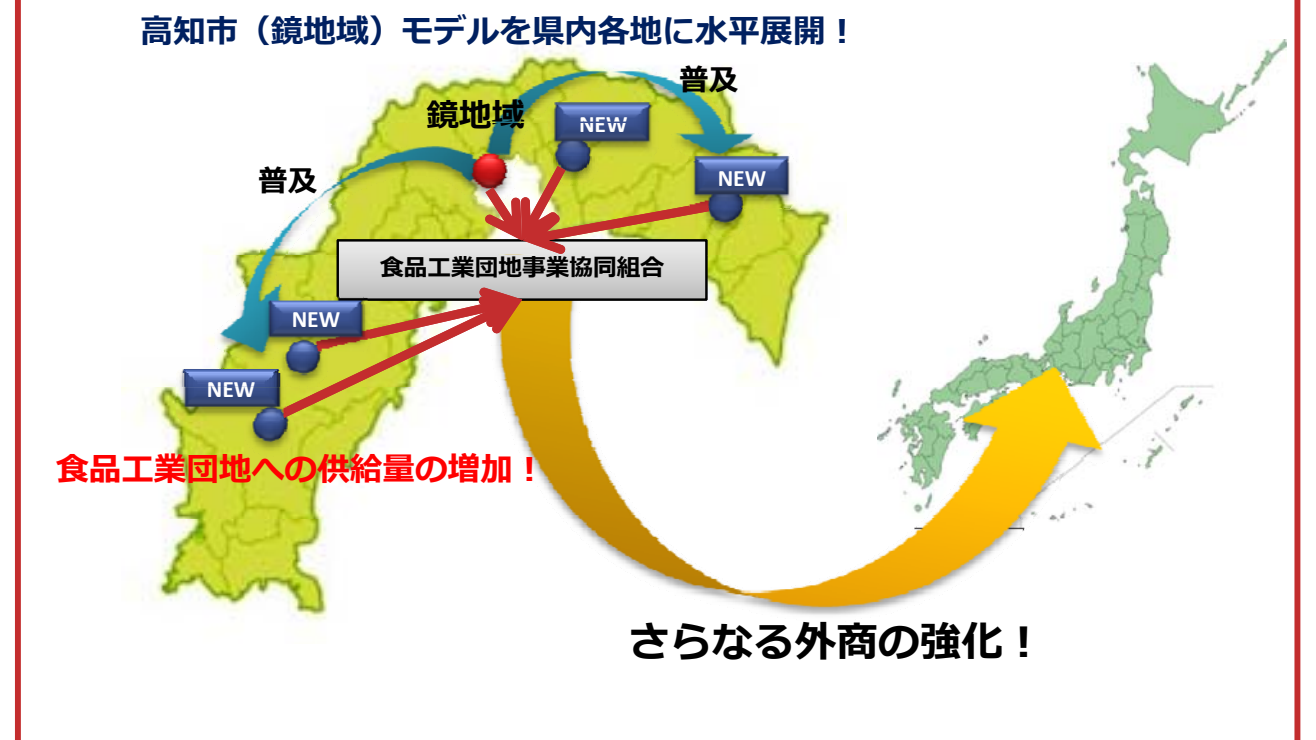 高知市（鏡地域）モデルを県内各地に水平展開！
普及
鏡地域
NEW
普及
NEW
食品工業団地事業協同組合
NEW
NEW
食品工業団地への供給量の増加！
さらなる外商の強化！